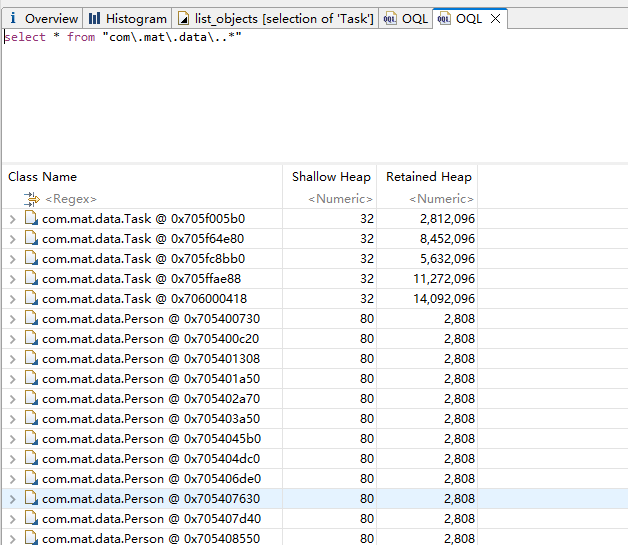 Overview Histogram list_objects [selection of 'Task'] OQL OQL
select * from "com\.mat\.data\..*"
Class Name Shallow Heap Retained Heap
<Regex> <Numeric> <Numeric>
com.mat.data.Task @ 0x705f005b0 32 2,812,096
com.mat.data.Task @ 0x705f64e80 32 8,452,096
com.mat.data.Task @ 0x705fc8bb0 32 5,632,096
com.mat.data.Task @ 0x705ffae88 32 11,272,096
com.mat.data.Task @ 0x706000418 32 14,092,096
com.mat.data.Person @ 0x705400730 80 2,808
com.mat.data.Person @ 0x705400c20 80 2,808
com.mat.data.Person @ 0x705401308 80 2,808
com.mat.data.Person @ 0x705401a50 80 2,808
com.mat.data.Person @ 0x705402a70 80 2,808
com.mat.data.Person @ 0x705403a50 80 2,808
com.mat.data.Person @ 0x7054045b0 80 2,808
com.mat.data.Person @ 0x705404dc0 80 2,808
com.mat.data.Person @ 0x705406de0 80 2,808
com.mat.data.Person @ 0x705407630 80 2,808
com.mat.data.Person @ 0x705407d40 80 2,808
com.mat.data.Person @ 0x705408550 80 2,808